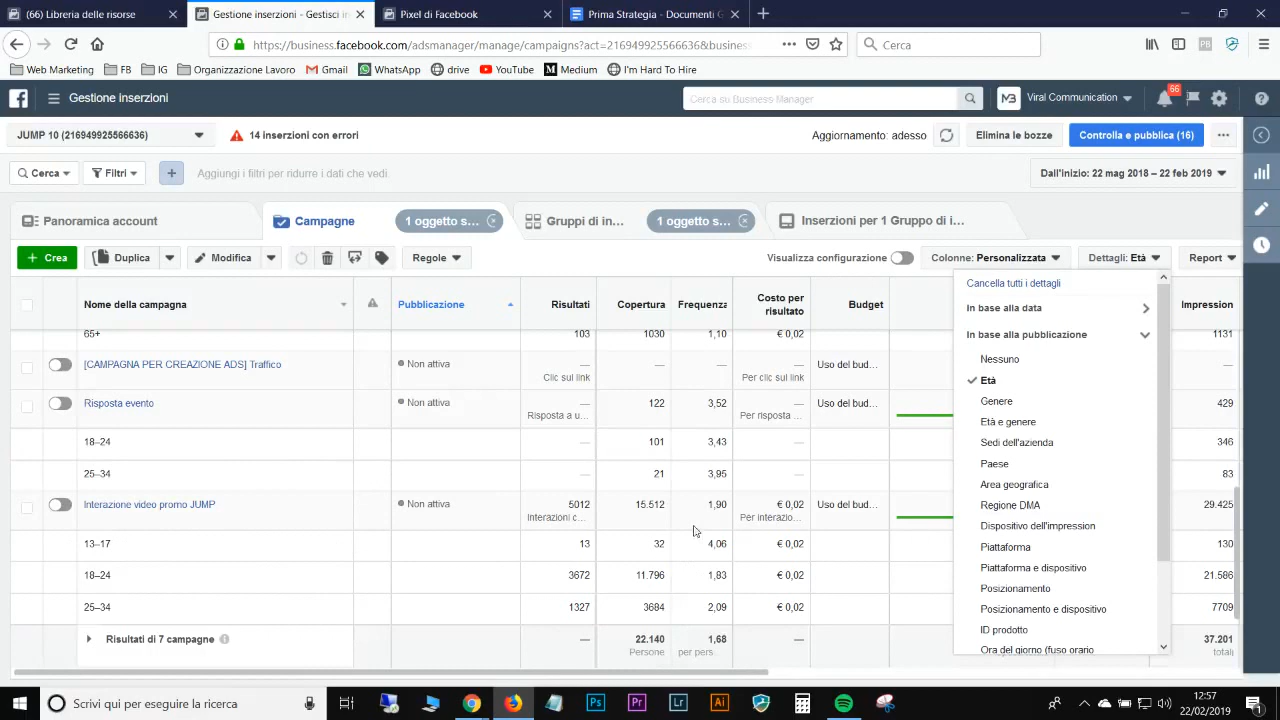 (66) Libreria delle risorse
Gestione inserzioni - Gestisci in
Pixel di Facebook
Prima Strategia - Documenti G
https://business.facebook.com/adsmanager/manage/campaigns?act=216949925566636&busines
Cerca
Web Marketing
FB
IG
Organizzazione Lavoro
Gmail
WhatsApp
drive
YouTube
Medium
I'm Hard To Hire
Gestione inserzioni
Cerca su Business Manager
Viral Communication
66
JUMP 10 (216949925566636)
14 inserzioni con errori
Aggiornamento: adesso
Elimina le bozze
Controlla e pubblica (16)
Cerca
Filtri
Aggiungi i filtri per ridurre i dati che vedi.
Dall'inizio: 22 mag 2018 – 22 feb 2019
Panoramica account
Campagne
1 oggetto s...
Gruppi di in...
1 oggetto s...
Inserzioni per 1 Gruppo di i...
+ Crea
Duplica
Modifica
Regole
Visualizza configurazione
Colonne: Personalizzata
Dettagli: Età
Report
Nome della campagna
Pubblicazione
Risultati
Copertura
Frequenza
Costo per risultato
Budget
Impression
65+ 103 1030 1,10 € 0,02 1131
[CAMPAGNA PER CREAZIONE ADS] Traffico Non attiva — — — — Uso del bud... —
Clic sul link Per clic sul link
Risposta evento Non attiva — 122 3,52 — Uso del bud... 429
Risposta a u... Per risposta ...
18–24 — 101 3,43 — 346
25–34 — 21 3,95 — 83
Interazione video promo JUMP Non attiva 5012 15.512 1,90 € 0,02 Uso del bud... 29.425
Interazioni c... Per interazio...
13–17 13 32 4,06 € 0,02 130
18–24 3672 11.796 1,83 € 0,02 21.586
25–34 1327 3684 2,09 € 0,02 7709
Risultati di 7 campagne — 22.140 1,68 — 37.201
Persone per pers. totali
Cancella tutti i dettagli
In base alla data
In base alla pubblicazione
Nessuno
Età
Genere
Età e genere
Sedi dell'azienda
Paese
Area geografica
Regione DMA
Dispositivo dell'impression
Piattaforma
Piattaforma e dispositivo
Posizionamento
Posizionamento e dispositivo
ID prodotto
Ora del giorno (fuso orario
Scrivi qui per eseguire la ricerca
Ps
Pr
Lr
Ai
12:57
22/02/2019